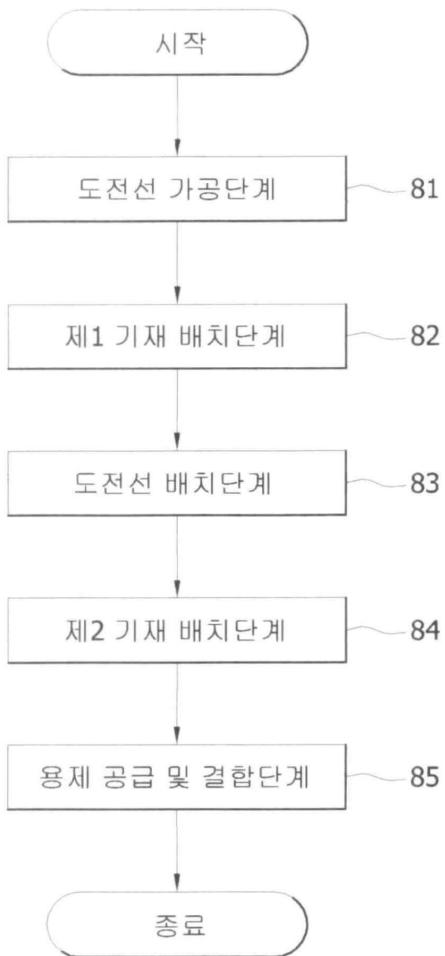 시작
도전선 가공단계 81
제1 기재 배치단계 82
도전선 배치단계 83
제2 기재 배치단계 84
용제 공급 및 결합단계 85
종료